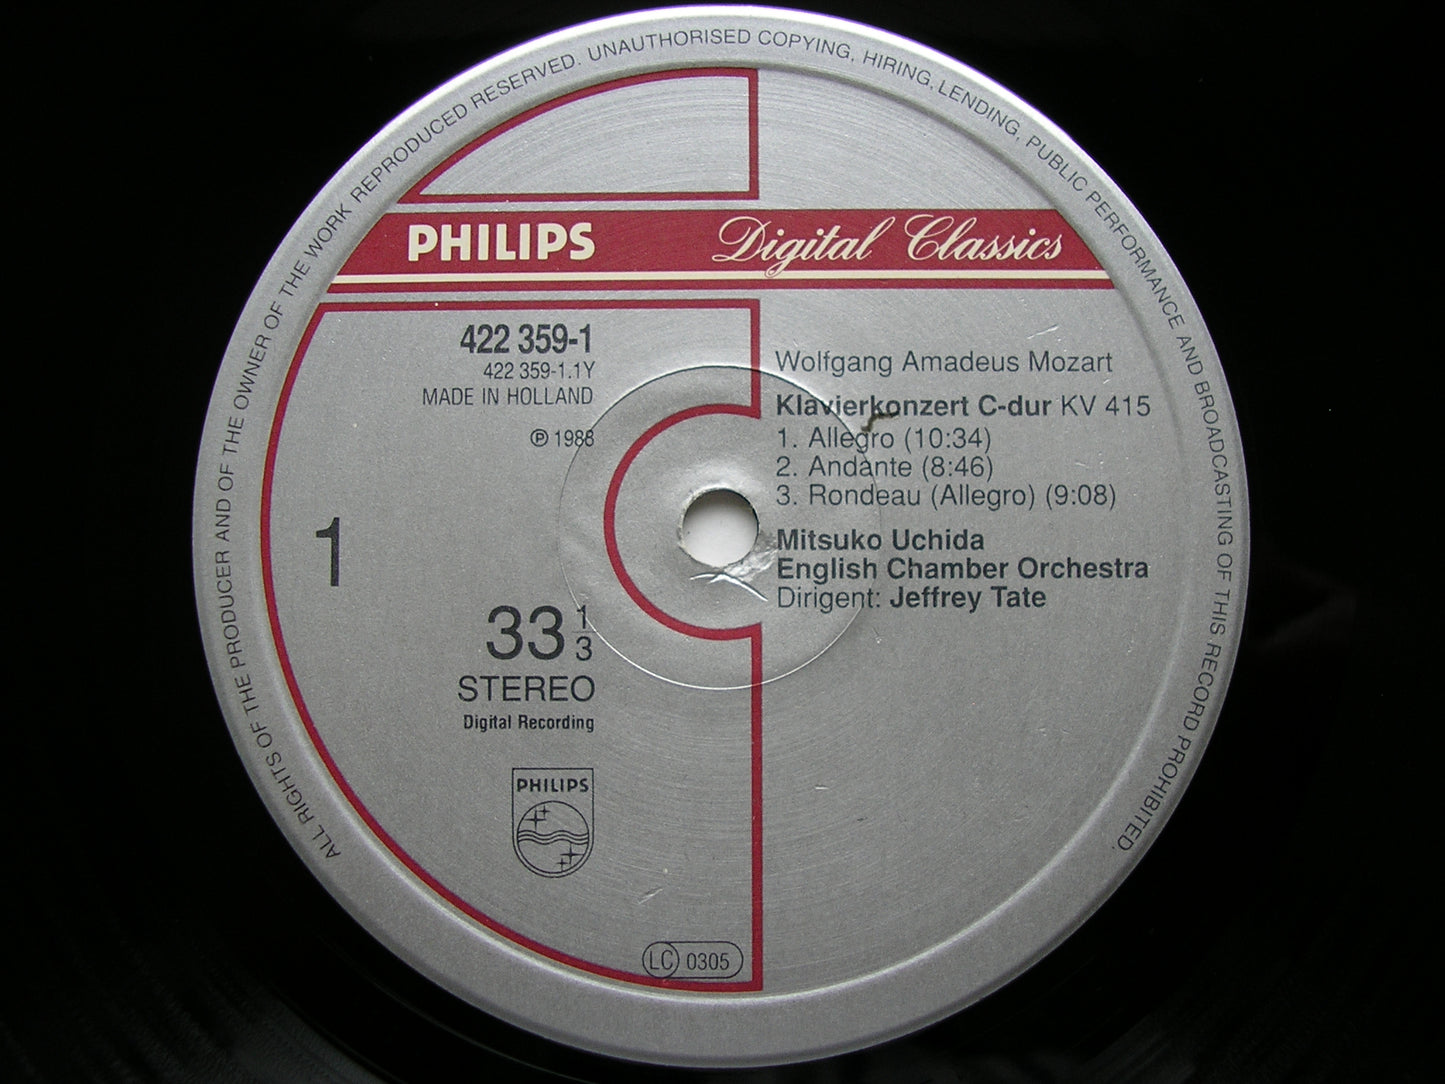 ALL RIGHTS OF THE PRODUCER AND OF THE OWNER OF THE WORK REPRODUCED RESERVED. UNAUTHORISED COPYING, HIRING, LENDING, PUBLIC PERFORMANCE AND BROADCASTING OF THIS RECORD PROHIBITED.
PHILIPS Digital Classics
422 359-1
422 359-1.1Y
MADE IN HOLLAND
℗ 1988
1
33 1/3
STEREO
Digital Recording
PHILIPS
LC 0305
Wolfgang Amadeus Mozart
Klavierkonzert C-dur KV 415
1. Allegro (10:34)
2. Andante (8:46)
3. Rondeau (Allegro) (9:08)
Mitsuko Uchida
English Chamber Orchestra
Dirigent: Jeffrey Tate